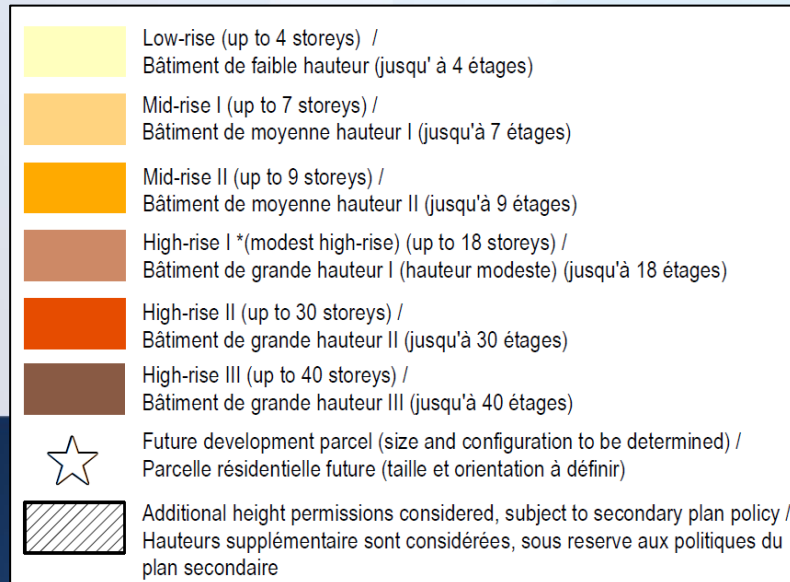 Low-rise (up to 4 storeys) /
Bâtiment de faible hauteur (jusqu' à 4 étages)
Mid-rise I (up to 7 storeys) /
Bâtiment de moyenne hauteur I (jusqu'à 7 étages)
Mid-rise II (up to 9 storeys) /
Bâtiment de moyenne hauteur II (jusqu'à 9 étages)
High-rise I *(modest high-rise) (up to 18 storeys) /
Bâtiment de grande hauteur I (hauteur modeste) (jusqu'à 18 étages)
High-rise II (up to 30 storeys) /
Bâtiment de grande hauteur II (jusqu'à 30 étages)
High-rise III (up to 40 storeys) /
Bâtiment de grande hauteur III (jusqu'à 40 étages)
Future development parcel (size and configuration to be determined) /
Parcelle résidentielle future (taille et orientation à définir)
Additional height permissions considered, subject to secondary plan policy /
Hauteurs supplémentaire sont considérées, sous reserve aux politiques du
plan secondaire